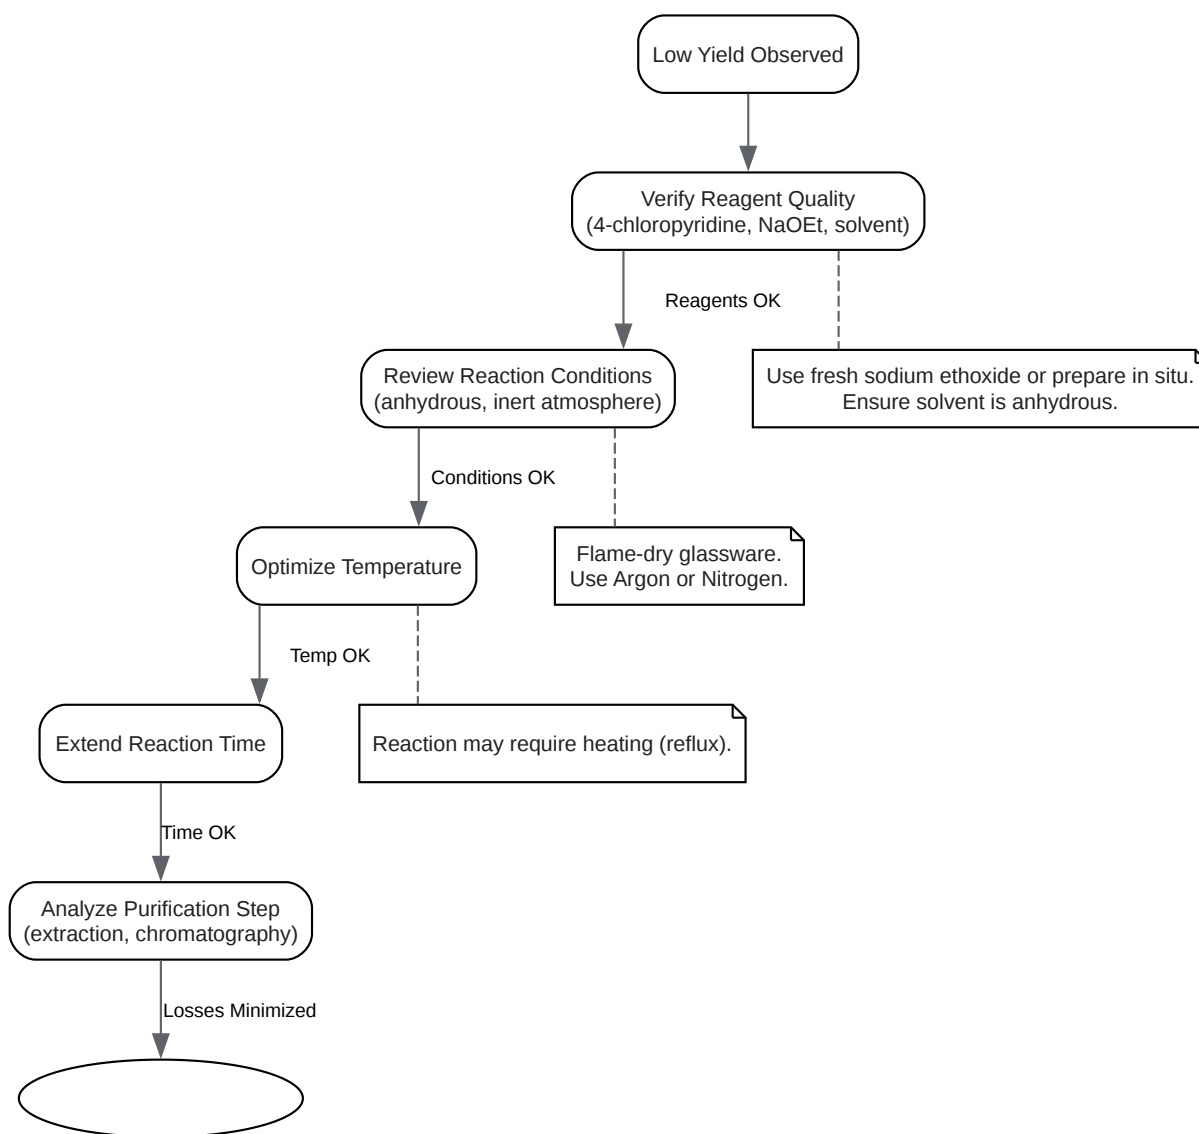 Low Yield Observed
Verify Reagent Quality
(4-chloropyridine, NaOEt, solvent)
Reagents OK
Review Reaction Conditions
(anhydrous, inert atmosphere)
Use fresh sodium ethoxide or prepare in situ.
Ensure solvent is anhydrous.
Conditions OK
Optimize Temperature
Flame-dry glassware.
Use Argon or Nitrogen.
Temp OK
Extend Reaction Time
Reaction may require heating (reflux).
Time OK
Analyze Purification Step
(extraction, chromatography)
Losses Minimized